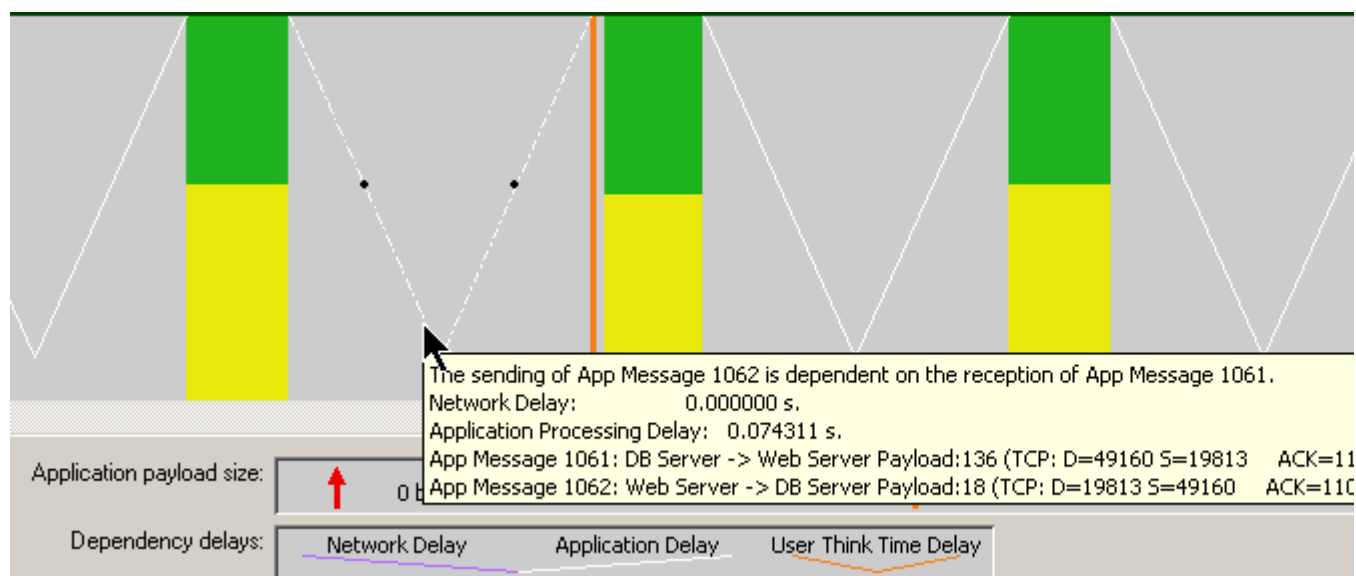 The sending of App Message 1062 is dependent on the reception of App Message 1061.
Network Delay: 0.000000 s.
Application Processing Delay: 0.074311 s.
App Message 1061: DB Server -> Web Server Payload:136 (TCP: D=49160 S=19813 ACK=11
App Message 1062: Web Server -> DB Server Payload:18 (TCP: D=19813 S=49160 ACK=110
Application payload size: 0 b
Dependency delays: Network Delay Application Delay User Think Time Delay